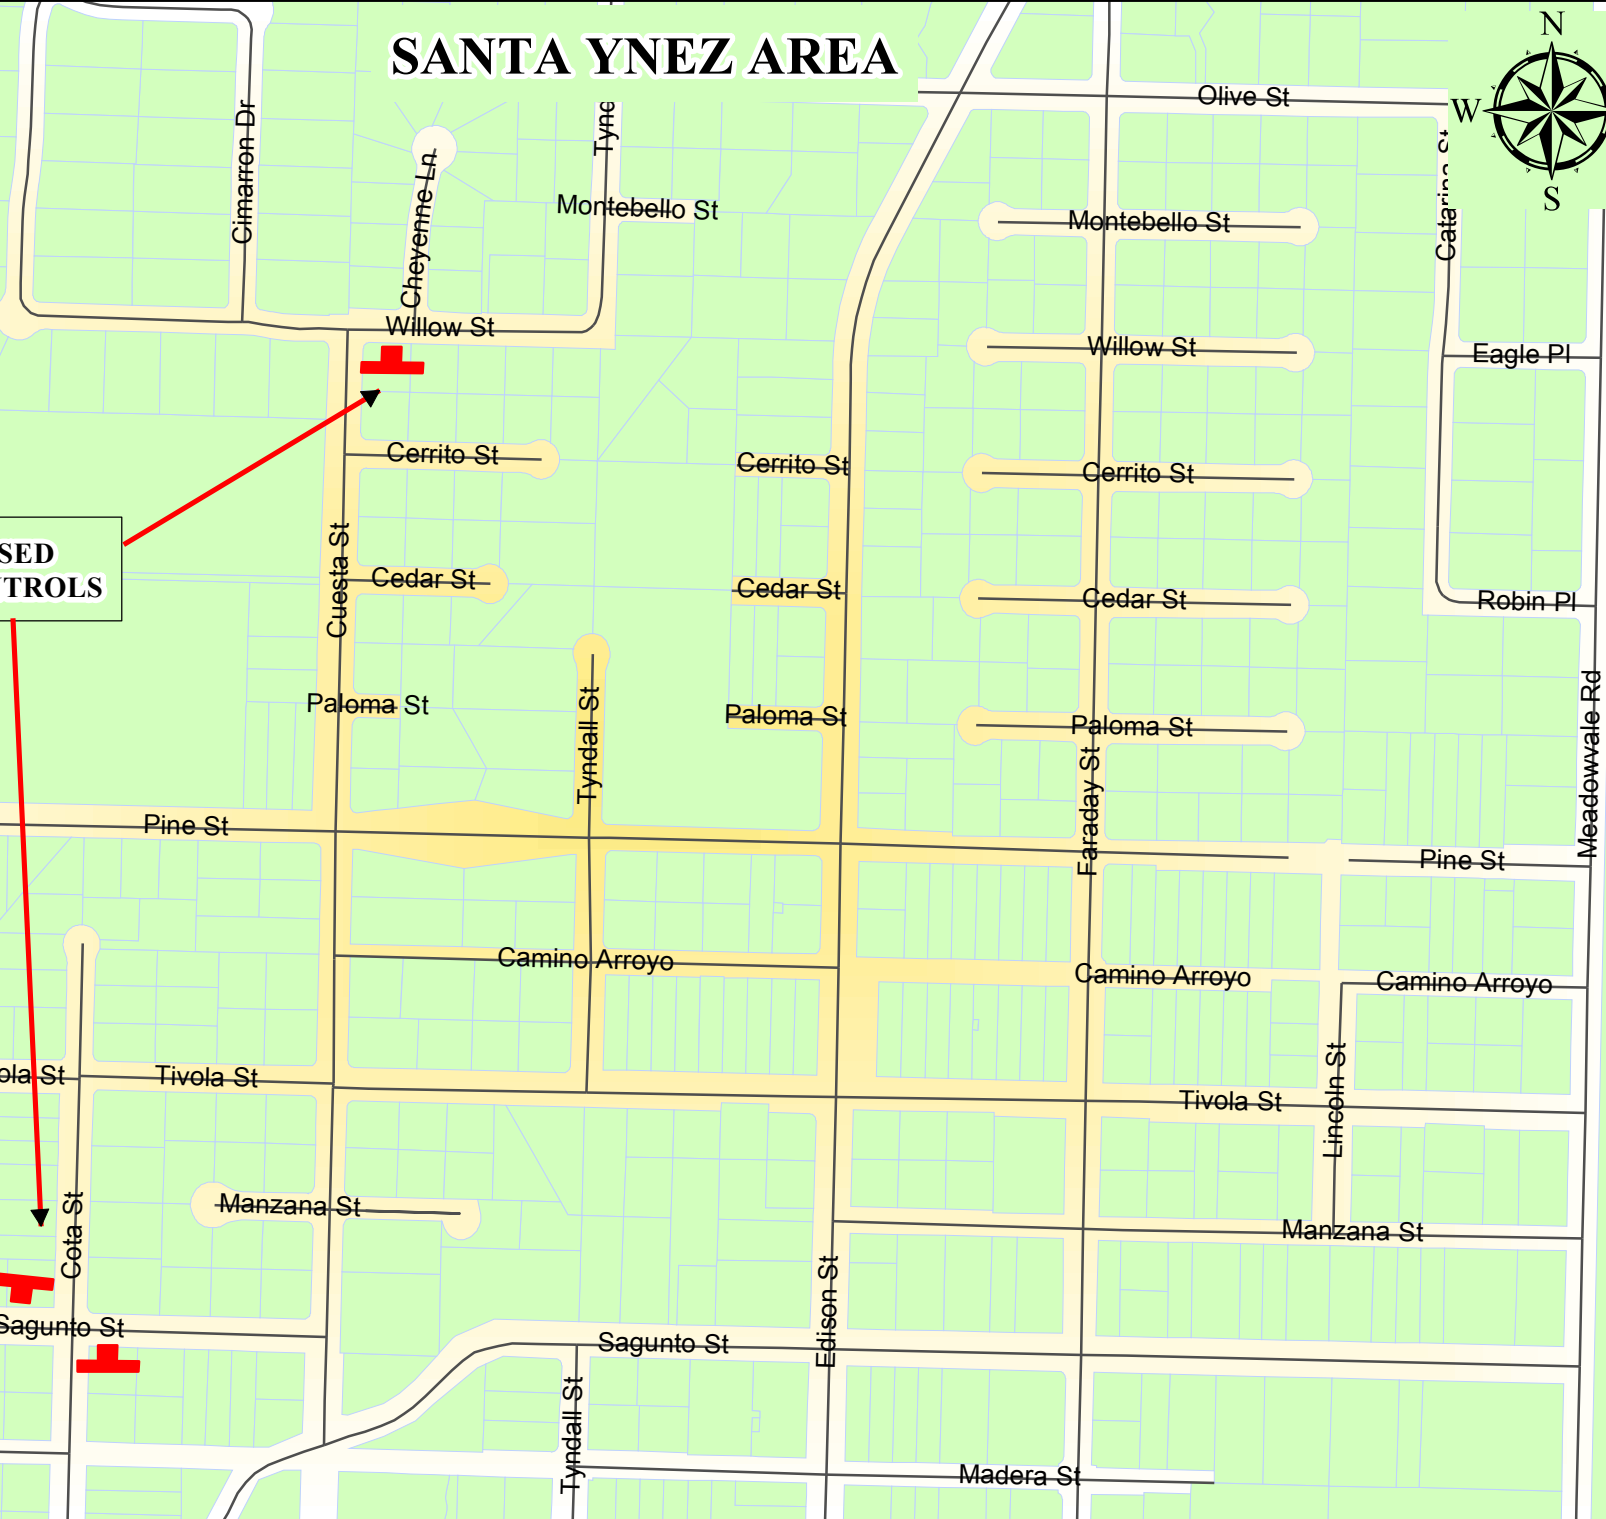 SANTA YNEZ AREA
N
W
S
Olive St
Cimarron Dr
Cheyenne Ln
Montebello St
Montebello St
Catarina St
Willow St
Willow St
Eagle Pl
Cerrito St
Cerrito St
Cerrito St
Cuesta St
Cedar St
Cedar St
Cedar St
Robin Pl
Paloma St
Tyndall St
Paloma St
Paloma St
Faraday St
Meadowvale Rd
Pine St
Pine St
Camino Arroyo
Camino Arroyo
Camino Arroyo
Tivola St
Tivola St
Lincoln St
Cota St
Manzana St
Manzana St
Edison St
Sagunto St
Sagunto St
Tyndall St
Madera St